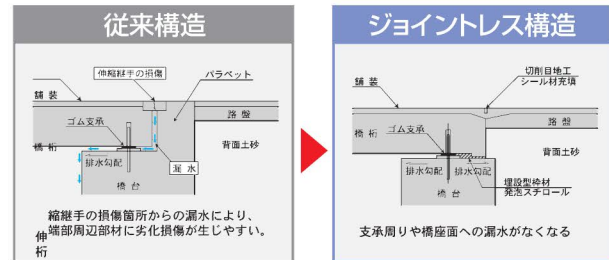 従来構造
伸縮継手の損傷
パラペット
舗装
路盤
ゴム支承
橋桁
背面土砂
排水勾配
漏水
橋台
縮継手の損傷箇所からの漏水により、
端部周辺部材に劣化損傷が生じやすい。
伸
桁
ジョイントレス構造
切削目地工
シール材充填
舗装
路盤
ゴム支承
橋桁
背面土砂
排水勾配
排水勾配
埋設型枠材
発泡スチロール
橋台
支承周りや橋座面への漏水がなくなる